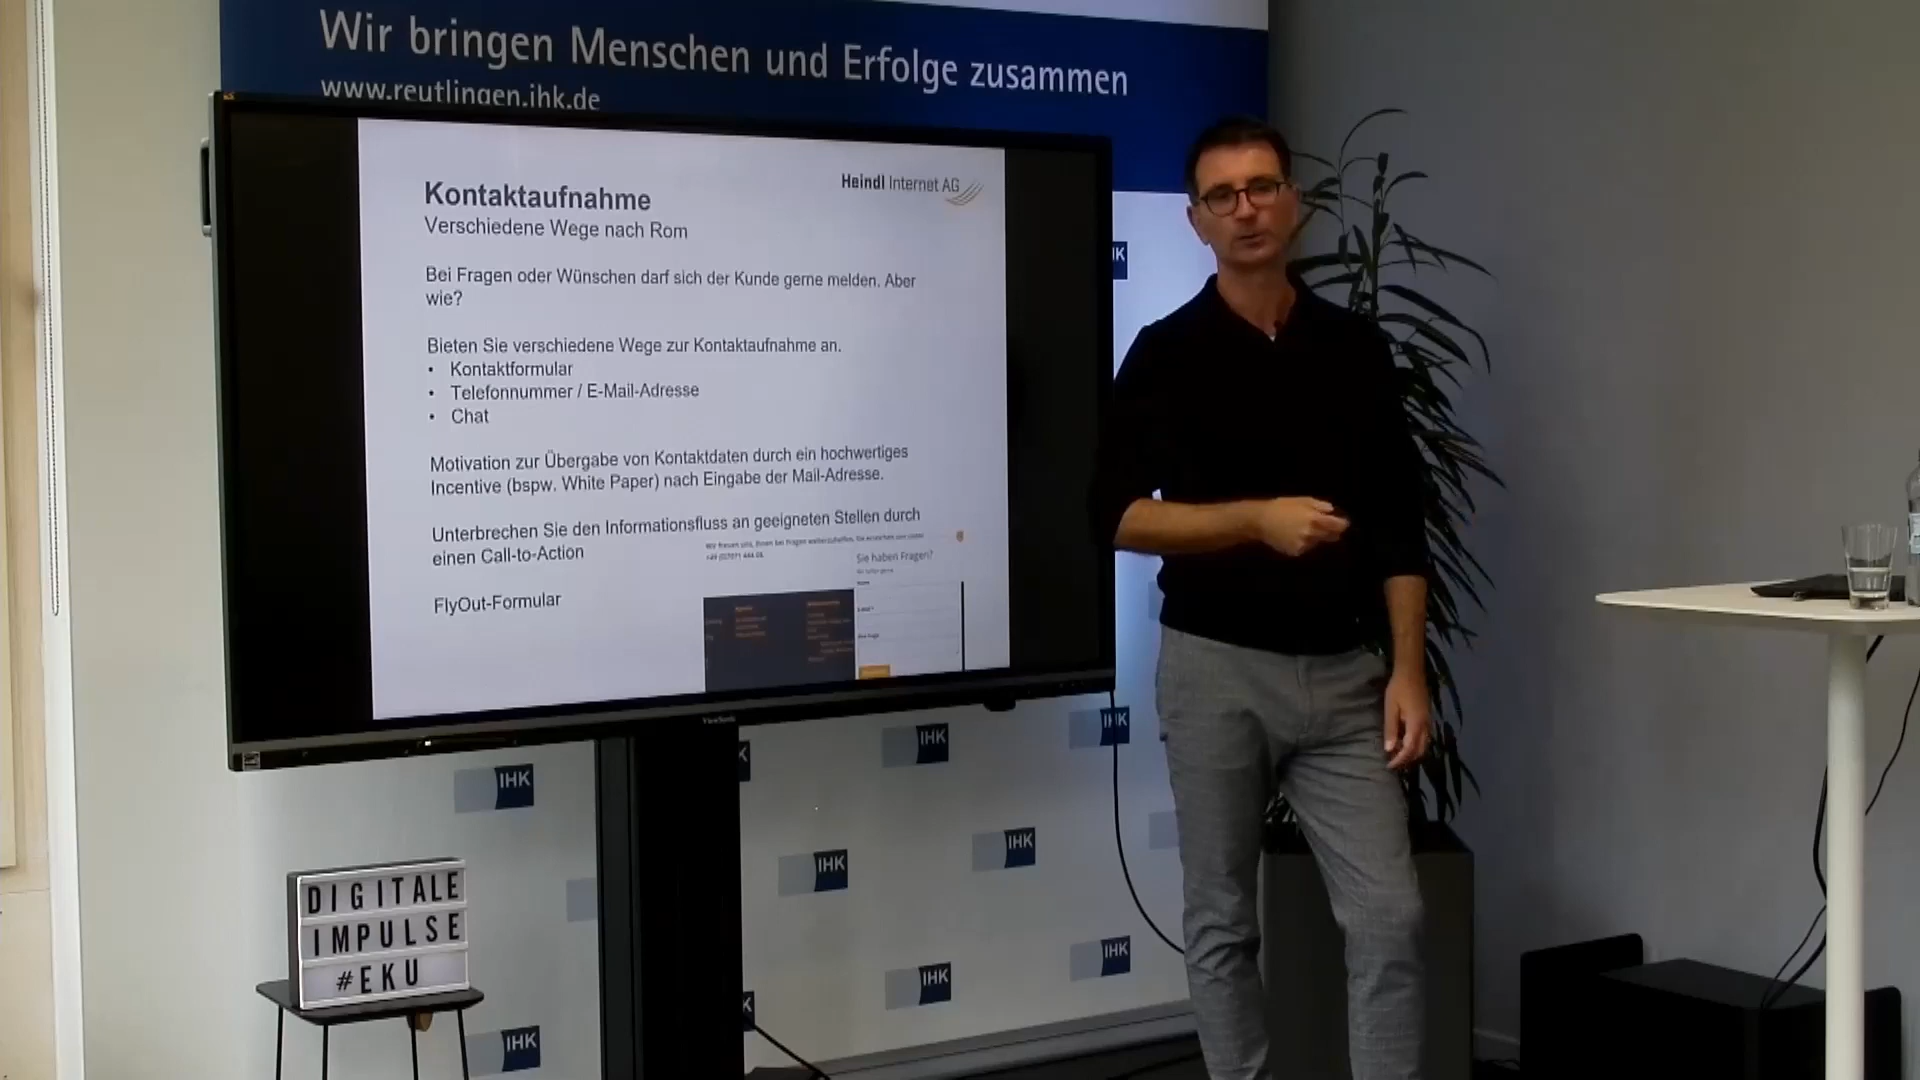 Wir bringen Menschen und Erfolge zusammen
www.reutlingen.ihk.de
Heindl Internet AG
Kontaktaufnahme
Verschiedene Wege nach Rom
Bei Fragen oder Wünschen darf sich der Kunde gerne melden. Aber
wie?
Bieten Sie verschiedene Wege zur Kontaktaufnahme an.
• Kontaktformular
• Telefonnummer / E-Mail-Adresse
• Chat
Motivation zur Übergabe von Kontaktdaten durch ein hochwertiges
Incentive (bspw. White Paper) nach Eingabe der Mail-Adresse.
Unterbrechen Sie den Informationsfluss an geeigneten Stellen durch
einen Call-to-Action
Sie haben Fragen?
FlyOut-Formular
ViewSonic
IHK
IHK
IHK
IHK
IHK
IHK
IHK
IHK
IHK
DIGITALE
IMPULSE
#EKU